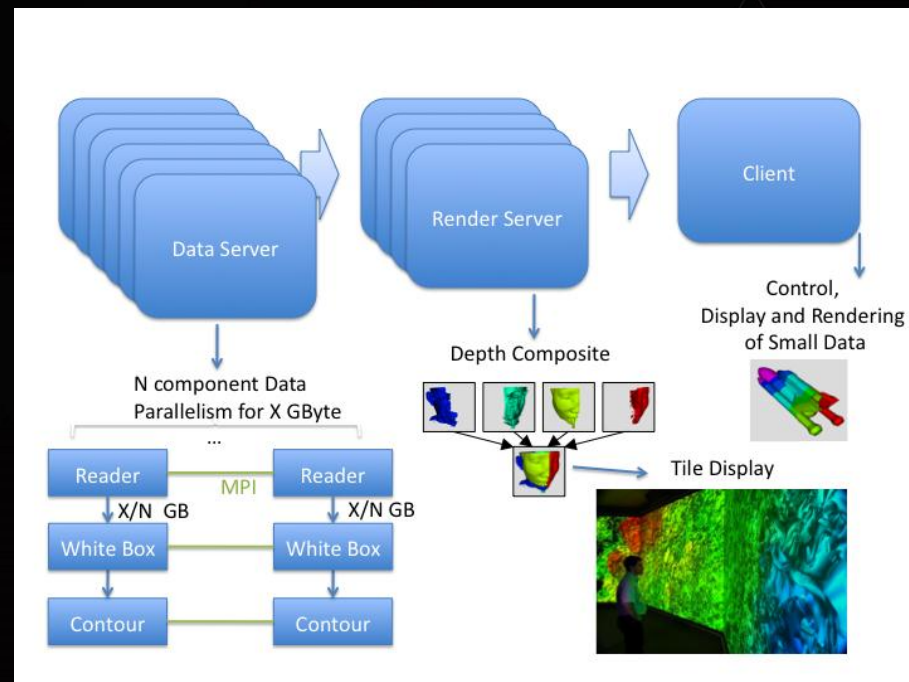 Data Server
Render Server
Client
Control,
Display and Rendering
of Small Data
Depth Composite
N component Data
Parallelism for X GByte
...
Reader
Reader
MPI
X/N GB
X/N GB
White Box
White Box
Contour
Contour
Tile Display